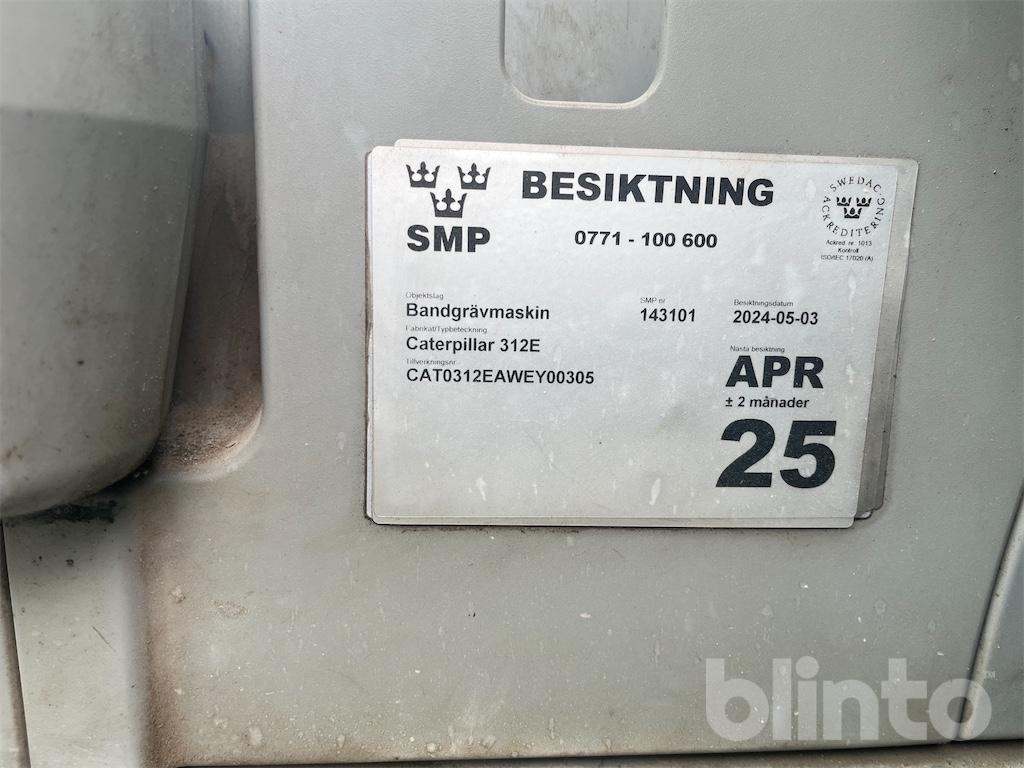 SMP
BESIKTNING
0771 - 100 600
SWEDAC
ACKREDITERING
Ackred. nr. 1013
Kontroll
ISO/IEC 17020 (A)
Objektslag
Bandgrävmaskin
SMP nr
143101
Besiktningsdatum
2024-05-03
Fabrikat/Typbeteckning
Caterpillar 312E
Tillverkningsnr
CAT0312EAWEY00305
Nästa besiktning
APR
± 2 månader
25
blinto™